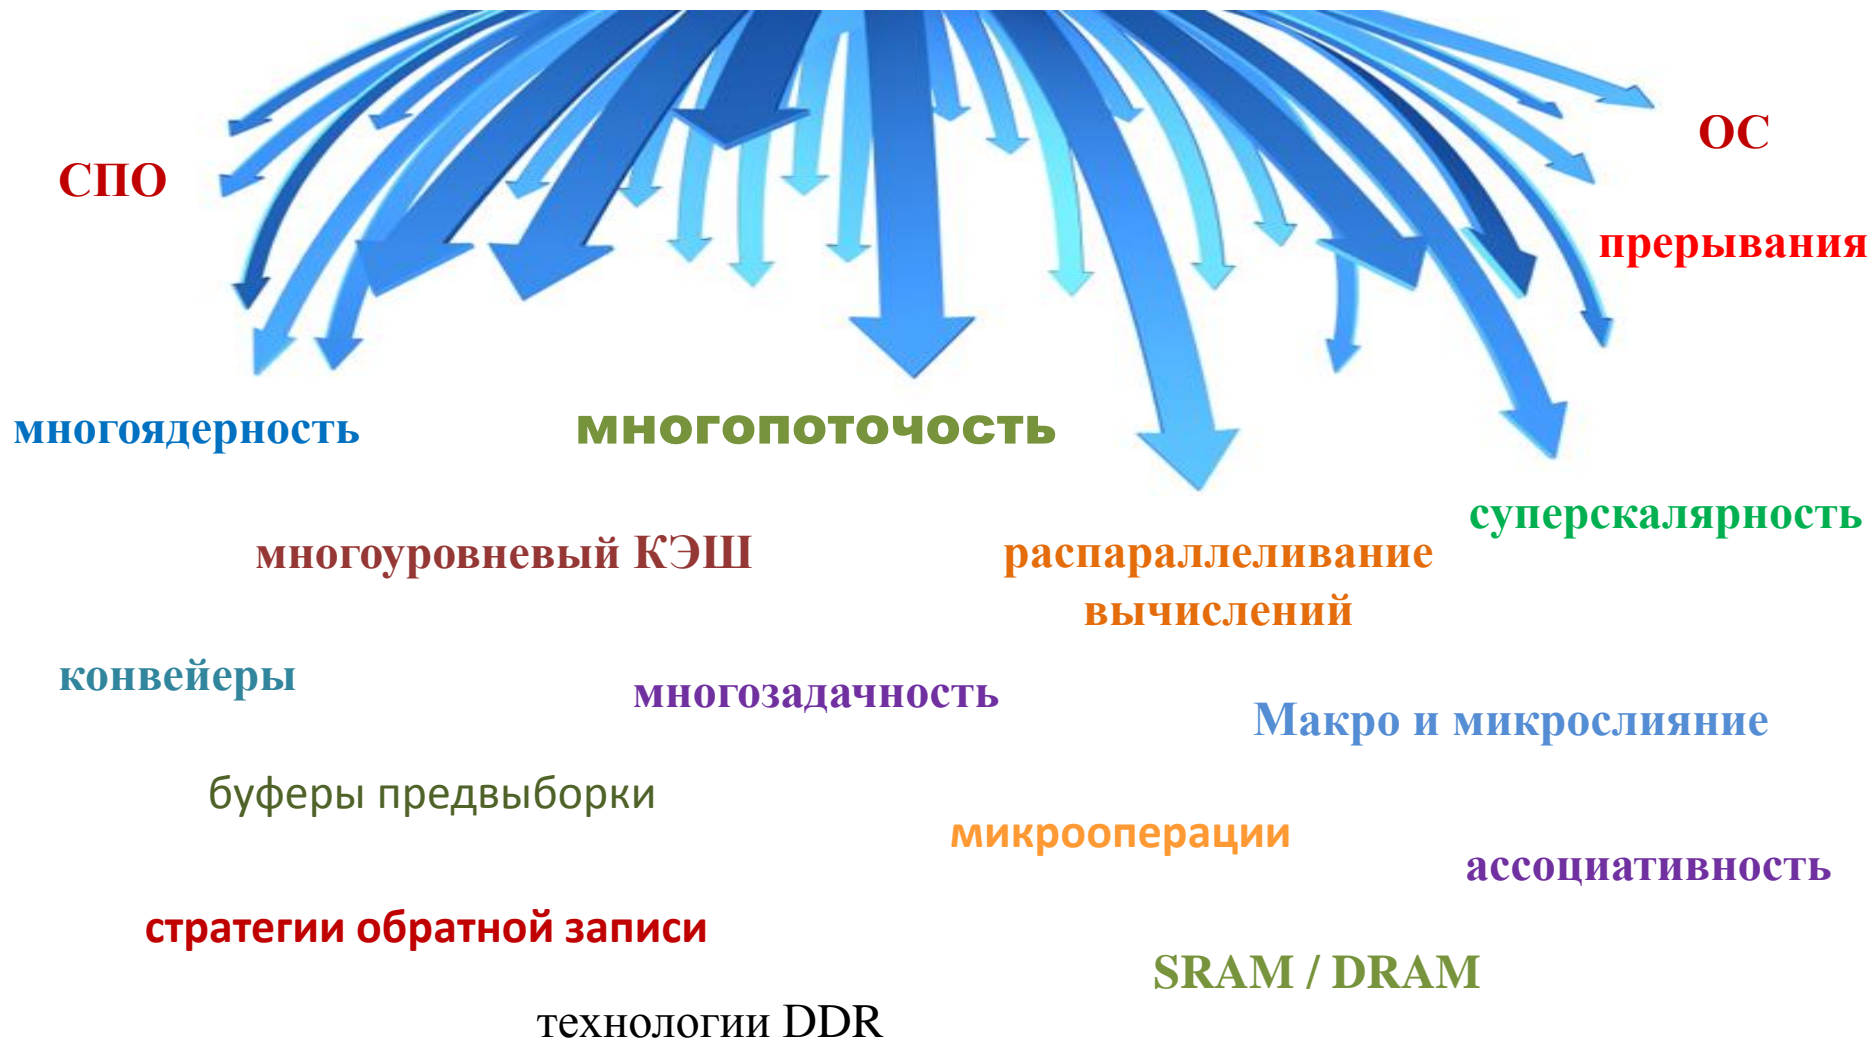 ОС
СПО
прерывания
многоядерность
многопоточость
суперскалярность
многоуровневый КЭШ
распараллеливание
вычислений
конвейеры
многозадачность
Макро и микрослияние
буферы предвыборки
микрооперации
ассоциативность
стратегии обратной записи
SRAM / DRAM
технологии DDR